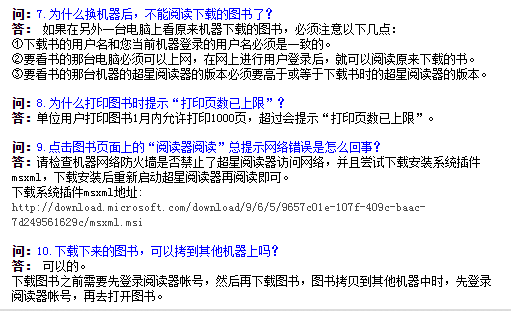 问：7.为什么换机器后，不能阅读下载的图书了？
答： 如果在另外一台电脑上看原来机器下载的图书，必须注意以下几点：
①下载书的用户名和您当前机器登录的用户名必须是一致的。
②要看书的那台电脑必须可以上网，在网上进行用户登录后，就可以阅读原来下载的书。
③要看书的那台机器的超星阅读器的版本必须要高于或等于下载书时的超星阅读器的版本。
问：8.为什么打印图书时提示“打印页数已上限”？
答：单位用户打印图书1月内允许打印1000页，超过会提示“打印页数已上限”。
问：9.点击图书页面上的“阅读器阅读”总提示网络错误是怎么回事？
答：请检查机器网络防火墙是否禁止了超星阅读器访问网络，并且尝试下载安装系统插件
msxml，下载安装后重新启动超星阅读器再阅读即可。
下载系统插件msxml地址：
http://download.microsoft.com/download/9/6/5/9657c01e-107f-409c-baac-
7d249561629c/msxml.msi
问：10.下载下来的图书，可以拷到其他机器上吗？
答： 可以的。
下载图书之前需要先登录阅读器帐号，然后再下载图书，图书拷贝到其他机器中时，先登录
阅读器帐号，再去打开图书。